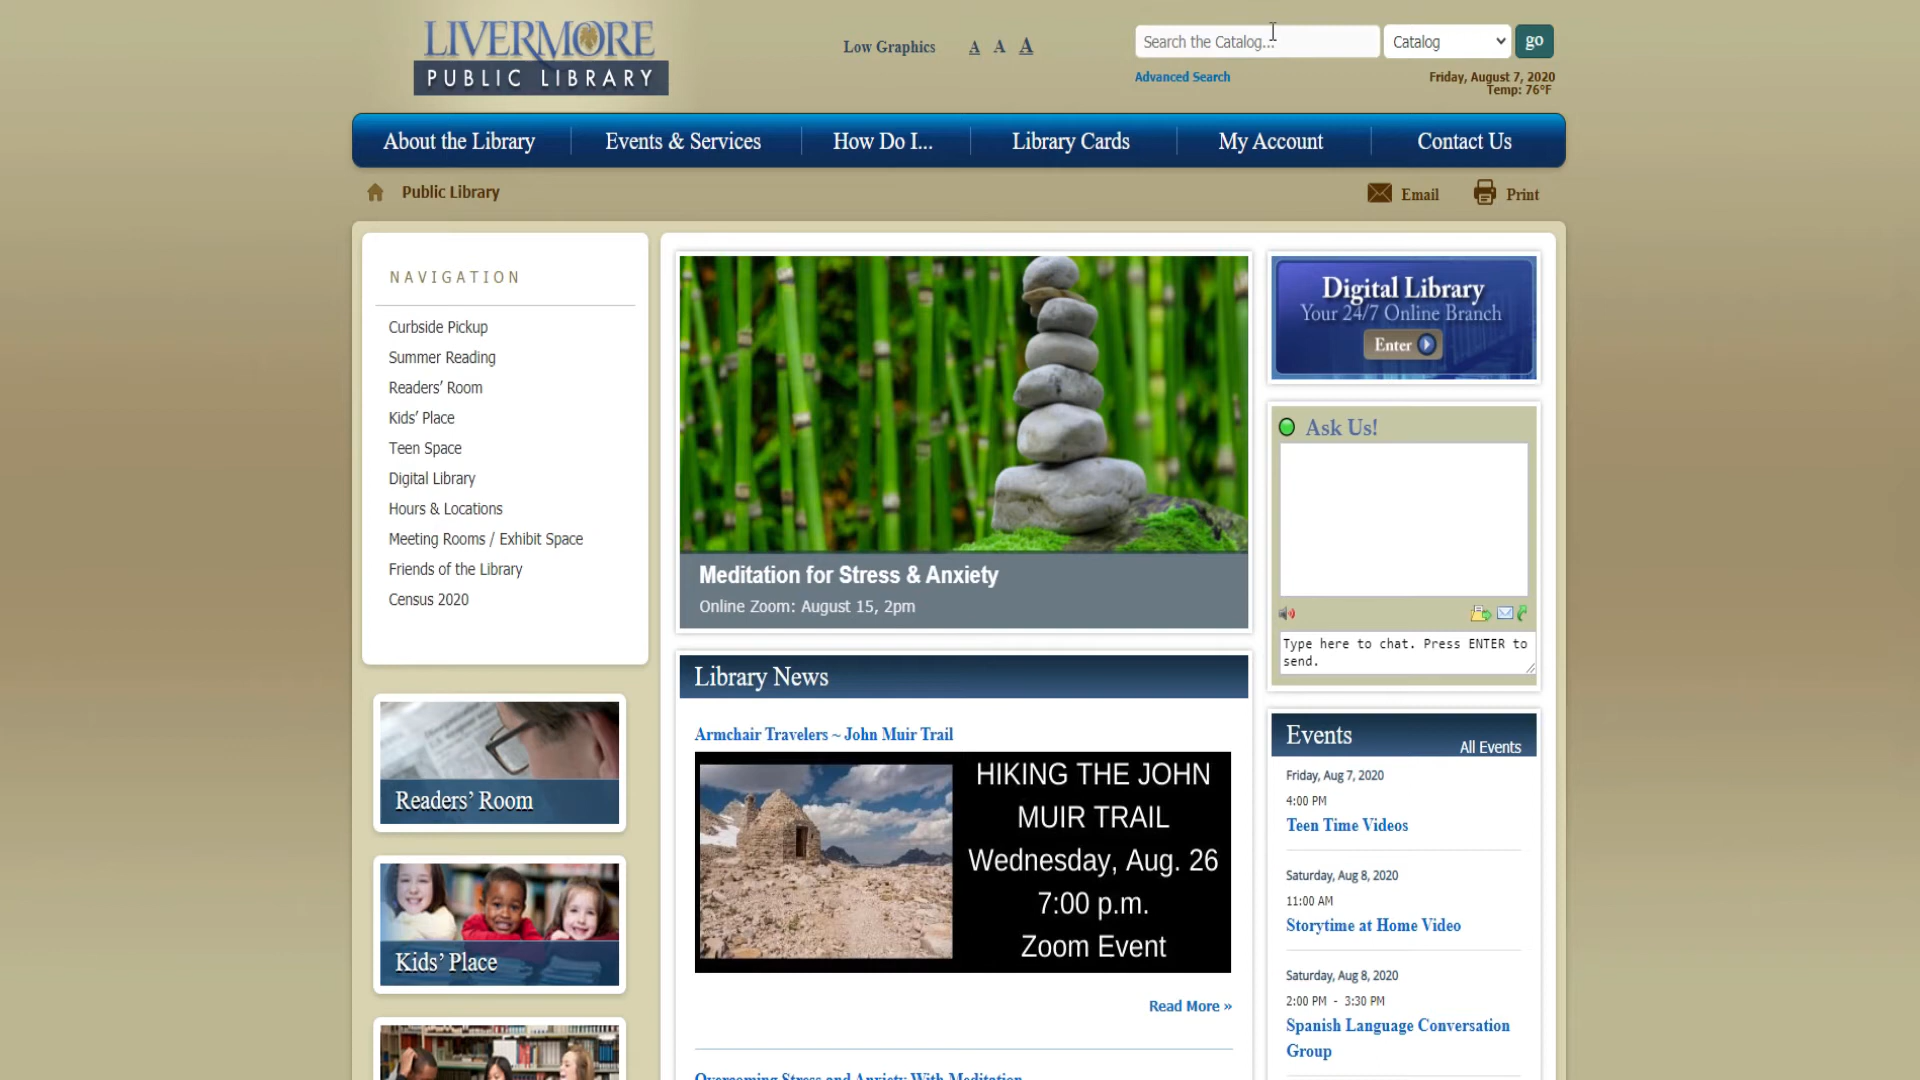 LIVERMORE
PUBLIC LIBRARY
Low Graphics A A A
Search the Catalog...
Catalog
go
Advanced Search
Friday, August 7, 2020
Temp: 76°F
About the Library
Events & Services
How Do I...
Library Cards
My Account
Contact Us
Public Library
Email
Print
NAVIGATION
Curbside Pickup
Summer Reading
Readers' Room
Kids' Place
Teen Space
Digital Library
Hours & Locations
Meeting Rooms / Exhibit Space
Friends of the Library
Census 2020
Readers' Room
Kids' Place
Meditation for Stress & Anxiety
Online Zoom: August 15, 2pm
Library News
Armchair Travelers ~ John Muir Trail
HIKING THE JOHN
MUIR TRAIL
Wednesday, Aug. 26
7:00 p.m.
Zoom Event
Read More »
Overcoming Stress and Anxiety With Meditation
Digital Library
Your 24/7 Online Branch
Enter
Ask Us!
Type here to chat. Press ENTER to
send.
Events
All Events
Friday, Aug 7, 2020
4:00 PM
Teen Time Videos
Saturday, Aug 8, 2020
11:00 AM
Storytime at Home Video
Saturday, Aug 8, 2020
2:00 PM - 3:30 PM
Spanish Language Conversation
Group